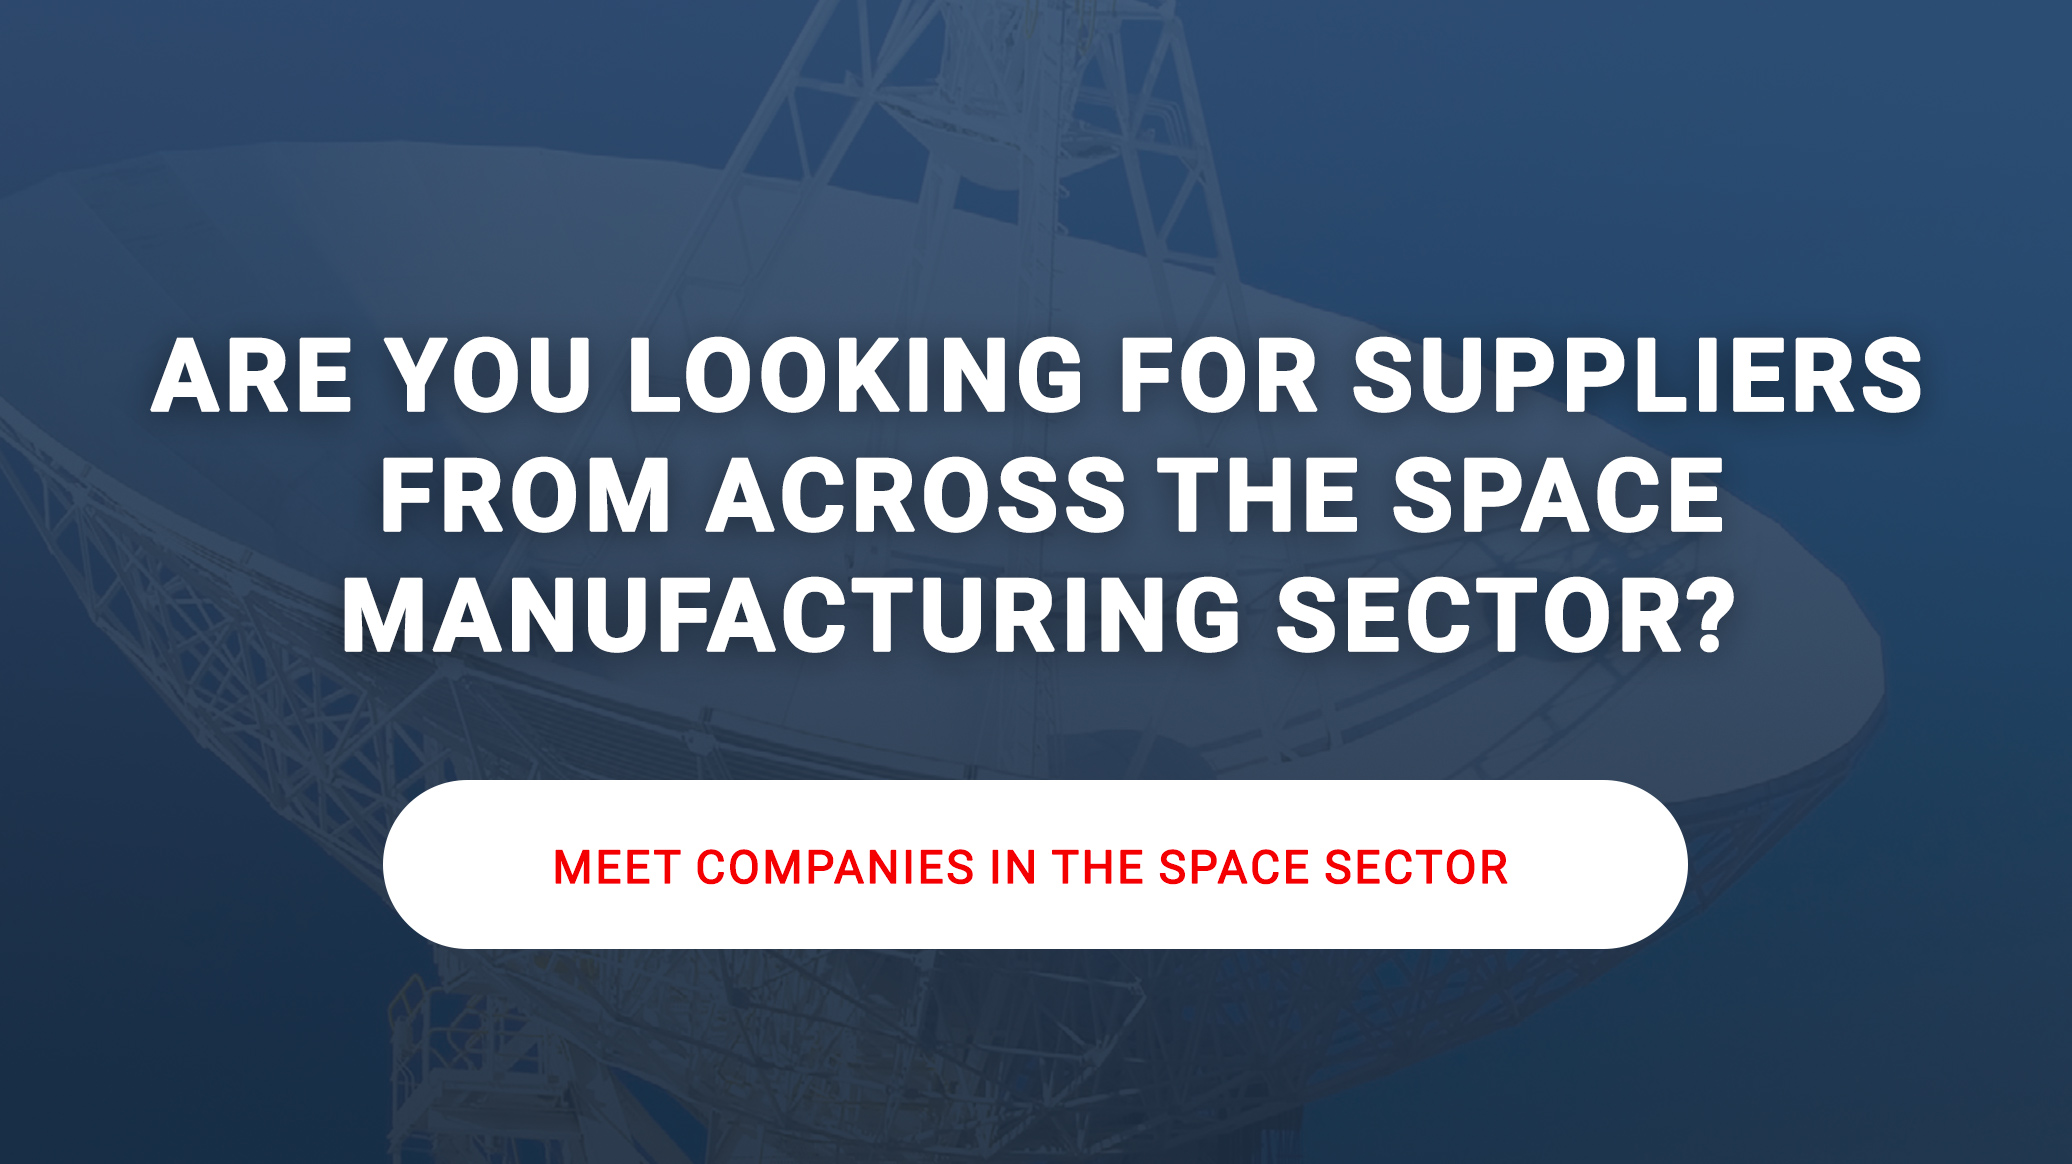 ARE YOU LOOKING FOR SUPPLIERS
FROM ACROSS THE SPACE
MANUFACTURING SECTOR?
MEET COMPANIES IN THE SPACE SECTOR